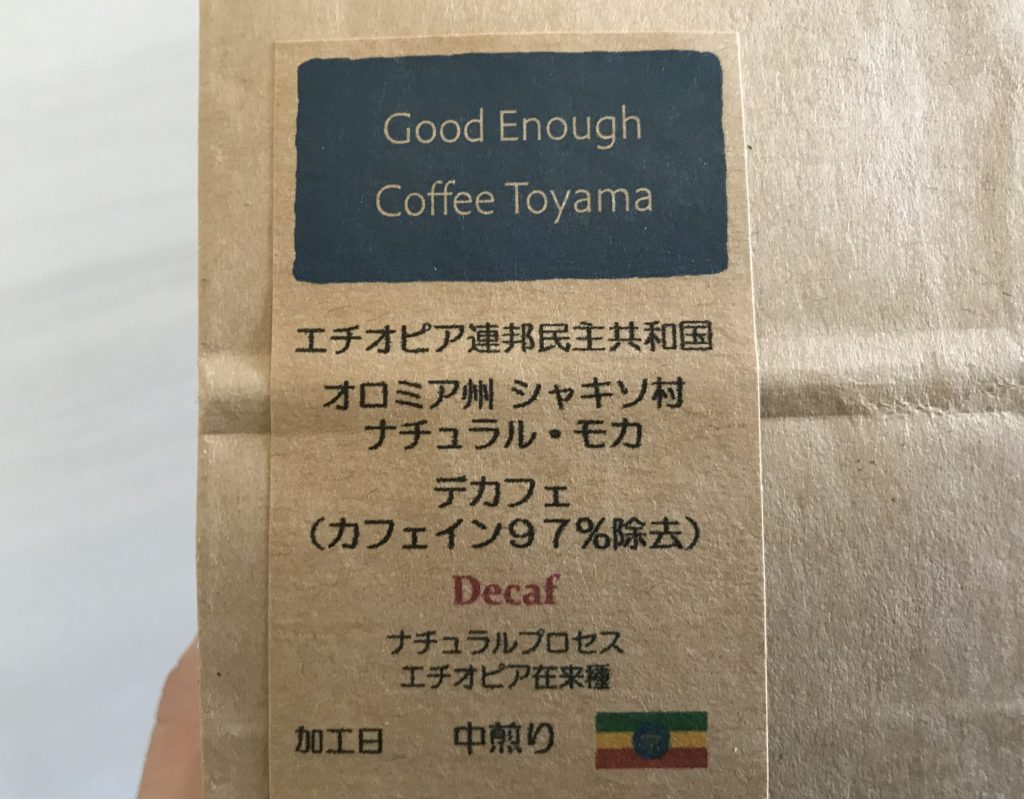 Good Enough
Coffee Toyama
エチオピア連邦民主共和国
オロミア州 シャキソ村
ナチュラル・モカ
デカフェ
(カフェイン97%除去)
Decaf
ナチュラルプロセス
エチオピア在来種
加工日 中煎り